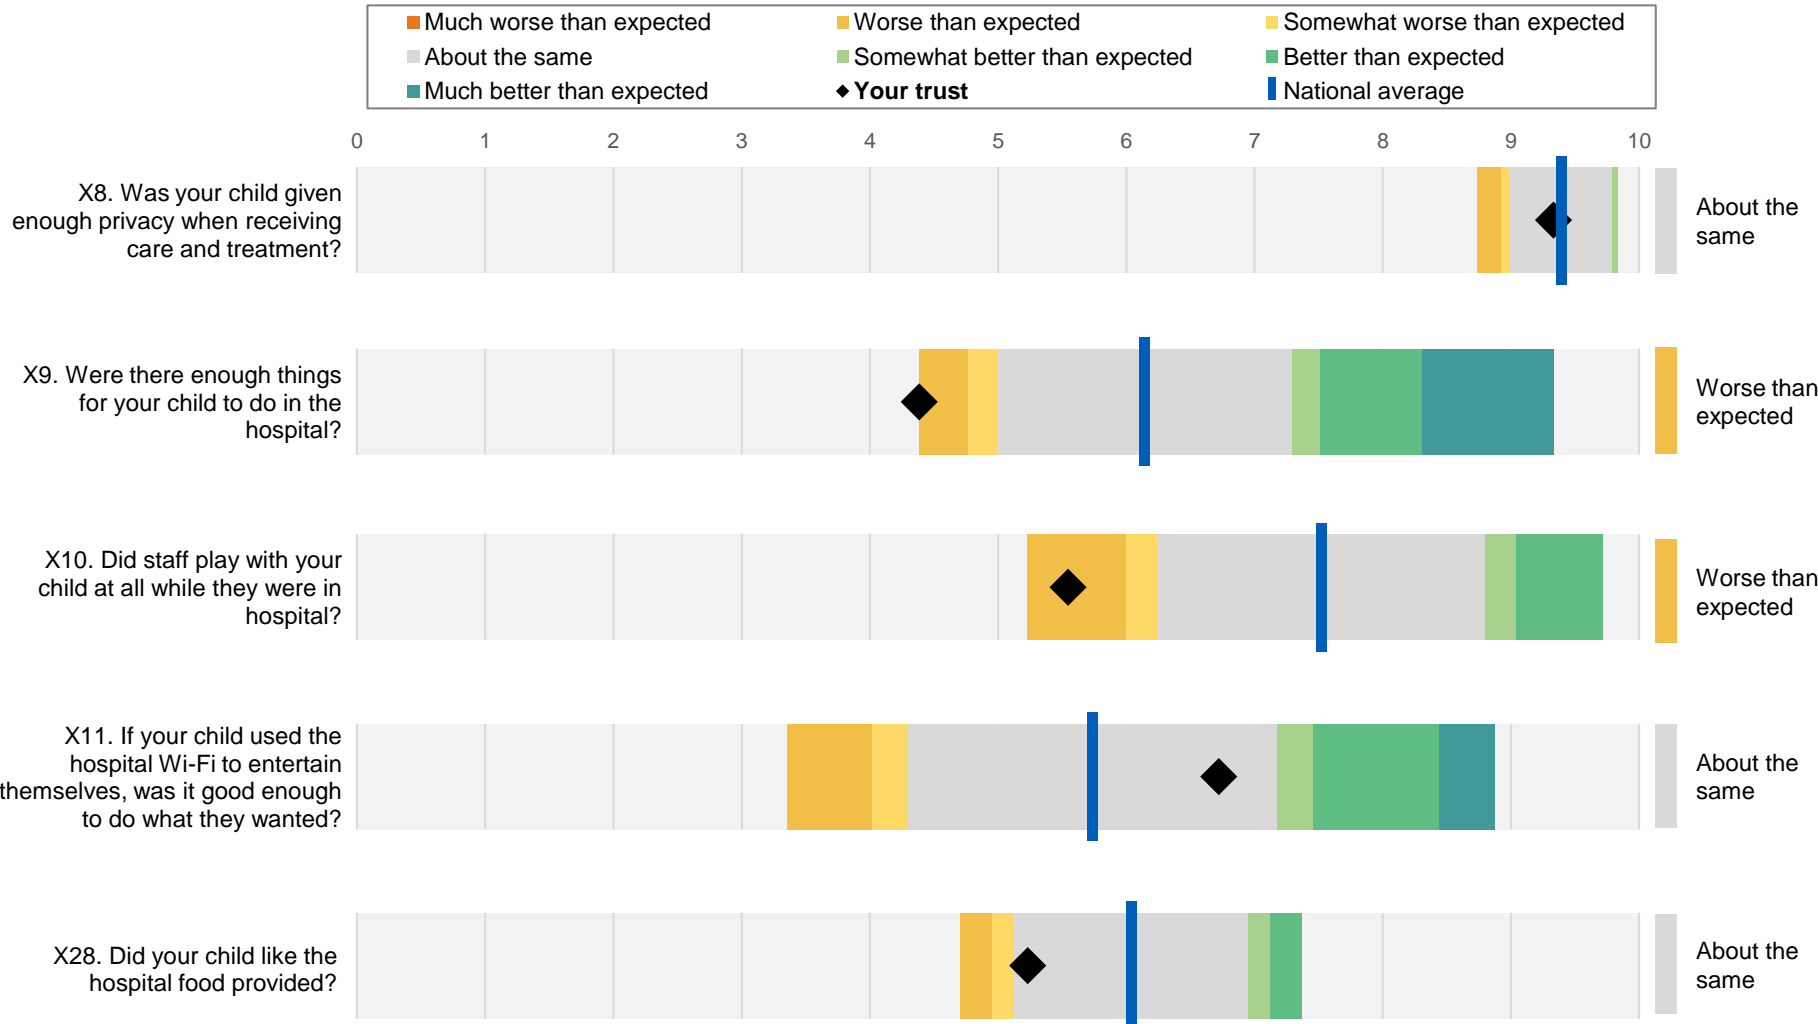 Much worse than expected
Worse than expected
Somewhat worse than expected
About the same
Somewhat better than expected
Better than expected
Much better than expected
Your trust
National average
0 1 2 3 4 5 6 7 8 9 10
X8. Was your child given
enough privacy when receiving
care and treatment?
About the
same
X9. Were there enough things
for your child to do in the
hospital?
Worse than
expected
X10. Did staff play with your
child at all while they were in
hospital?
Worse than
expected
X11. If your child used the
hospital Wi-Fi to entertain
themselves, was it good enough
to do what they wanted?
About the
same
X28. Did your child like the
hospital food provided?
About the
same